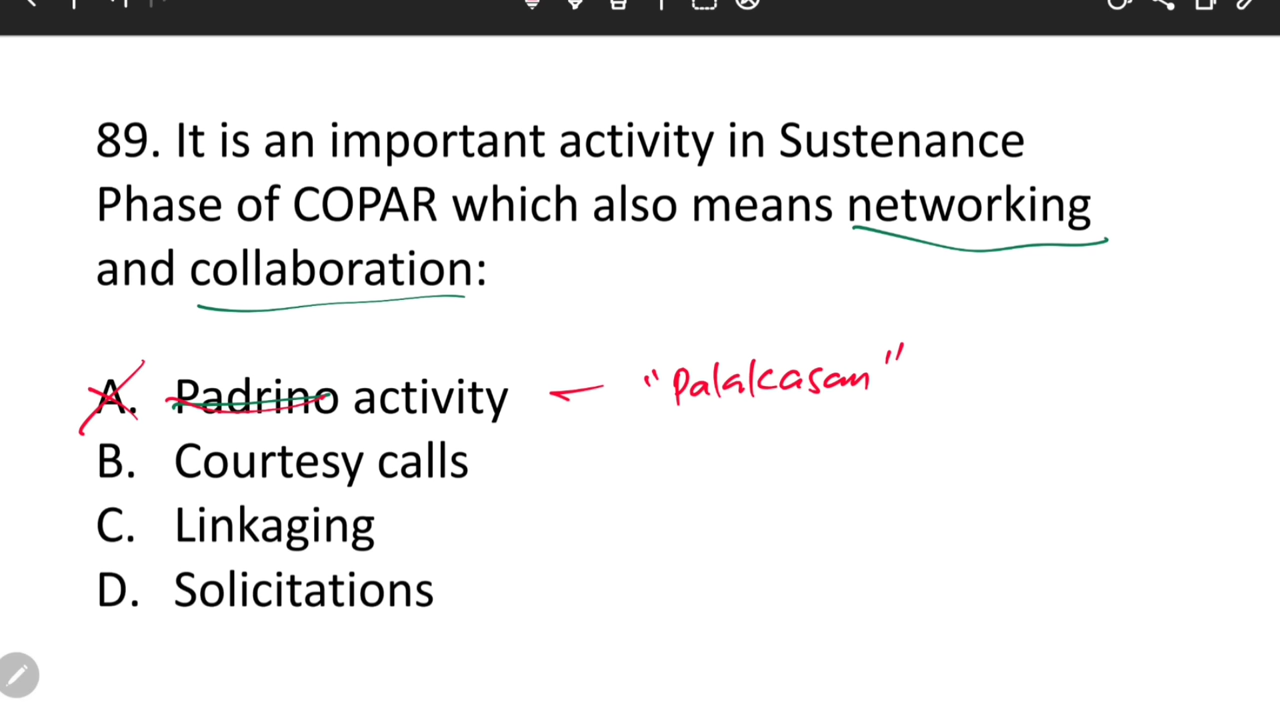 89. It is an important activity in Sustenance
Phase of COPAR which also means networking
and collaboration:
A. Padrino activity "Palakasan"
B. Courtesy calls
C. Linkaging
D. Solicitations